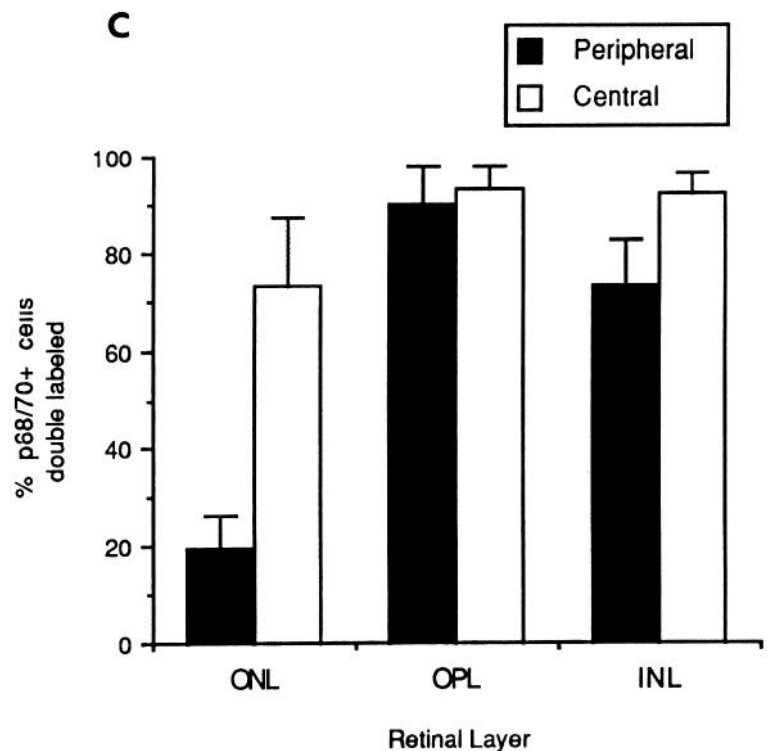 C
Peripheral
Central
100
80
60
40
20
0
% p68/70+ cells
double labeled
ONL
OPL
INL
Retinal Layer